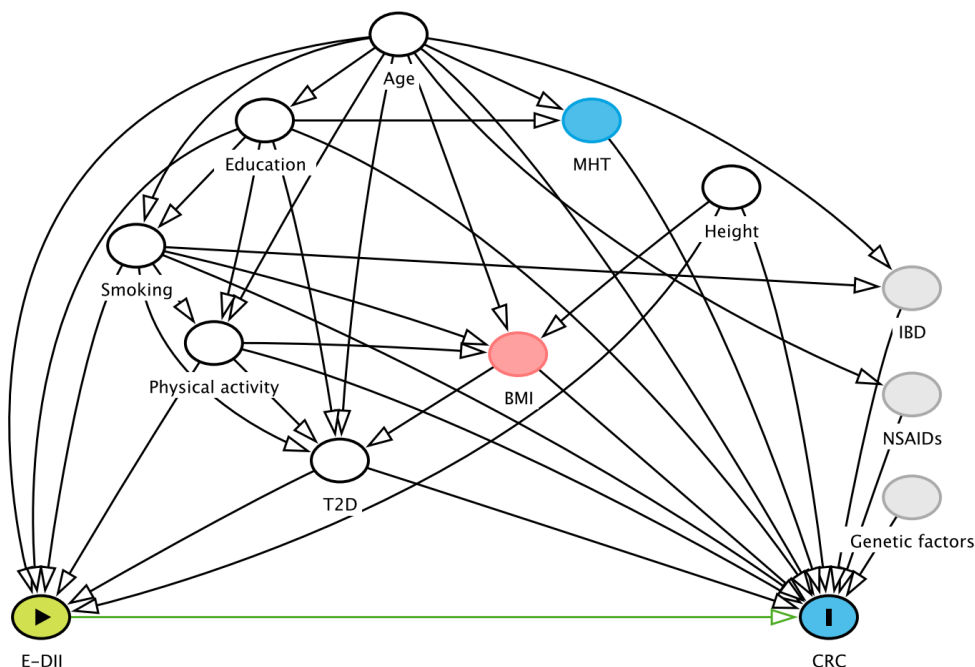 Age
MHT
Education
Height
Smoking
IBD
Physical activity
BMI
NSAIDs
T2D
Genetic factors
E-DII
CRC